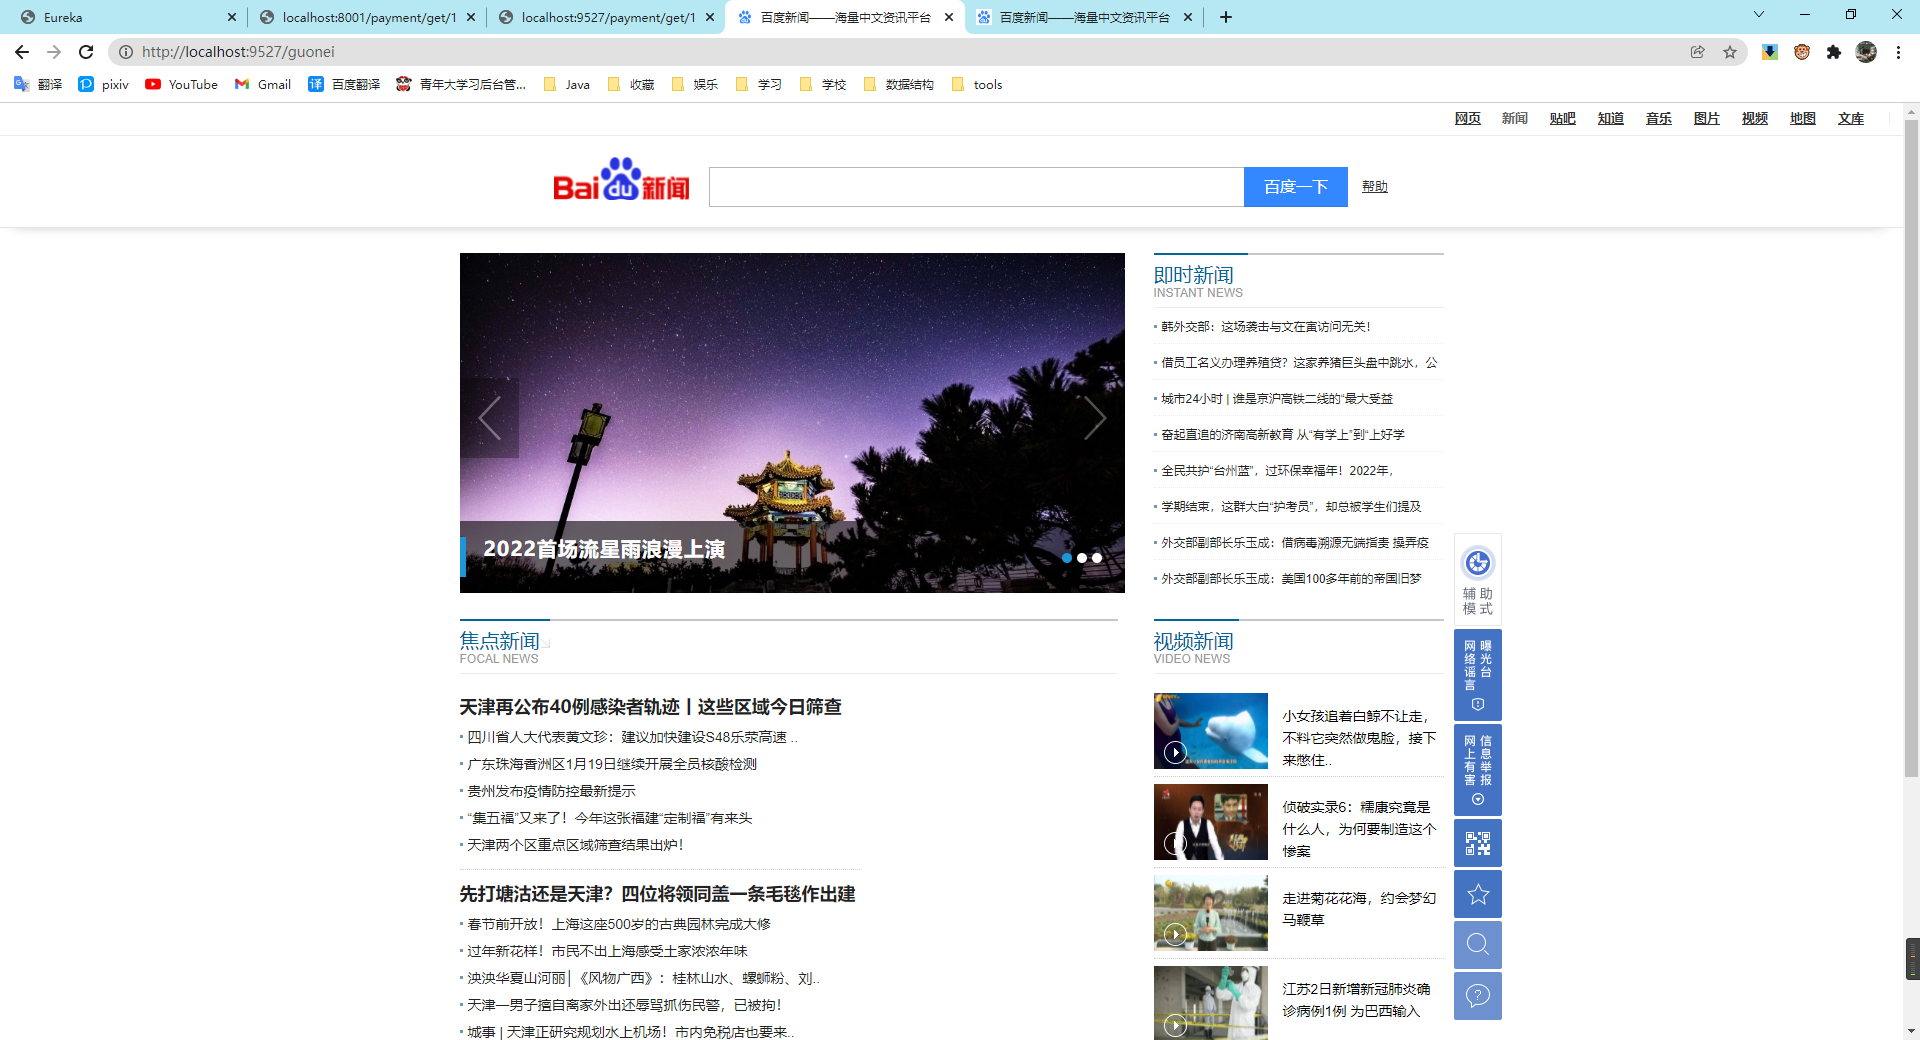 Eureka
localhost:8001/payment/get/1
localhost:9527/payment/get/1
百度新闻——海量中文资讯平台
百度新闻——海量中文资讯平台
http://localhost:9527/guonei
翻译
pixiv
YouTube
Gmail
百度翻译
青年大学习后台管...
Java
收藏
娱乐
学习
学校
数据结构
tools
网页 新闻 贴吧 知道 音乐 图片 视频 地图 文库
Bai du 新闻
百度一下
帮助
2022首场流星雨浪漫上演
即时新闻
INSTANT NEWS
韩外交部：这场袭击与文在寅访问无关！
借员工名义办理养殖贷？这家养猪巨头盘中跳水，公
城市24小时 | 谁是京沪高铁二线的“最大受益
奋起直追的济南高新教育 从“有学上”到“上好学
全民共护“台州蓝”，过环保幸福年！2022年，
学期结束，这群大白“护考员”，却总被学生们提及
外交部副部长乐玉成：借病毒溯源无端指责 操弄疫
外交部副部长乐玉成：美国100多年前的帝国旧梦
焦点新闻
FOCAL NEWS
天津再公布40例感染者轨迹丨这些区域今日筛查
四川省人大代表黄文珍：建议加快建设S48乐荥高速 ..
广东珠海香洲区1月19日继续开展全员核酸检测
贵州发布疫情防控最新提示
“集五福”又来了！今年这张福建“定制福”有来头
天津两个区重点区域筛查结果出炉！
先打塘沽还是天津？四位将领同盖一条毛毯作出建
春节前开放！上海这座500岁的古典园林完成大修
过年新花样！市民不出上海感受土家浓浓年味
泱泱华夏山河丽│《风物广西》：桂林山水、螺蛳粉、刘..
天津一男子擅自离家外出还辱骂抓伤民警，已被拘！
城事 | 天津正研究规划水上机场！市内免税店也要来..
视频新闻
VIDEO NEWS
小女孩追着白鲸不让走，
不料它突然做鬼脸，接下
来憋住..
侦破实录6：糯康究竟是
什么人，为何要制造这个
惨案
走进菊花花海，约会梦幻
马鞭草
江苏2日新增新冠肺炎确
诊病例1例 为巴西输入
辅助
模式
网络谣言
曝光台
网上有害
信息举报